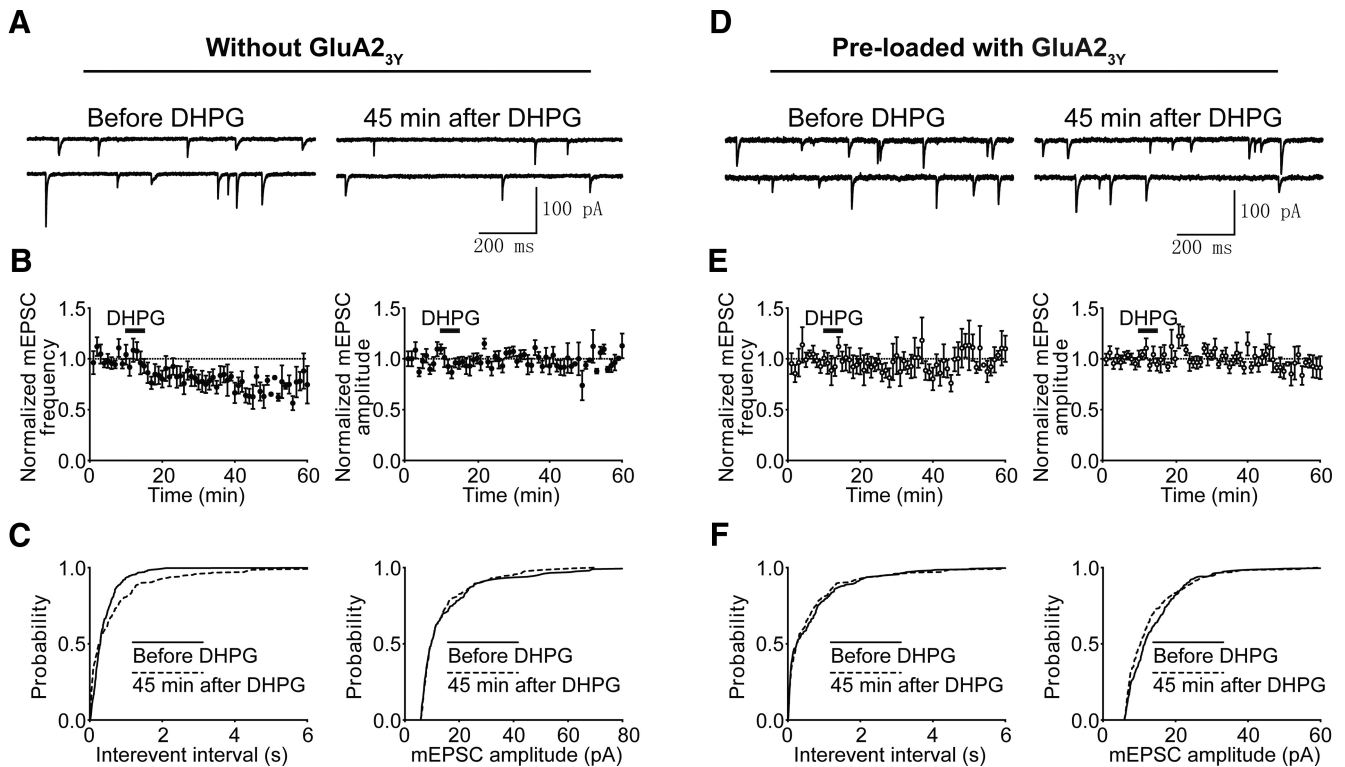 A
Without GluA23Y
Before DHPG
45 min after DHPG
100 pA
200 ms
D
Pre-loaded with GluA23Y
Before DHPG
45 min after DHPG
100 pA
200 ms
B
Normalized mEPSC
frequency
1.5
1.0
0.5
0.0
DHPG
0
20
40
60
Time (min)
Normalized mEPSC
amplitude
1.5
1.0
0.5
0.0
DHPG
0
20
40
60
Time (min)
E
Normalized mEPSC
frequency
1.5
1.0
0.5
0.0
DHPG
0
20
40
60
Time (min)
Normalized mEPSC
amplitude
1.5
1.0
0.5
0.0
DHPG
0
20
40
60
Time (min)
C
Probability
1.0
0.5
0.0
Before DHPG
45 min after DHPG
0
2
4
6
Interevent interval (s)
Probability
1.0
0.5
0.0
Before DHPG
45 min after DHPG
0
20
40
60
80
mEPSC amplitude (pA)
F
Probability
1.0
0.5
0.0
Before DHPG
45 min after DHPG
0
2
4
6
Interevent interval (s)
Probability
1.0
0.5
0.0
Before DHPG
45 min after DHPG
0
20
40
60
mEPSC amplitude (pA)